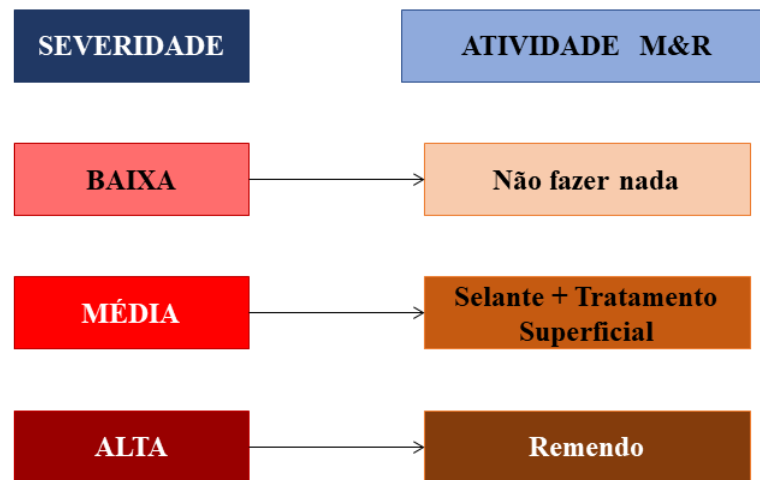 SEVERIDADE
ATIVIDADE M&R
BAIXA
Não fazer nada
MÉDIA
Selante + Tratamento
Superficial
ALTA
Remendo